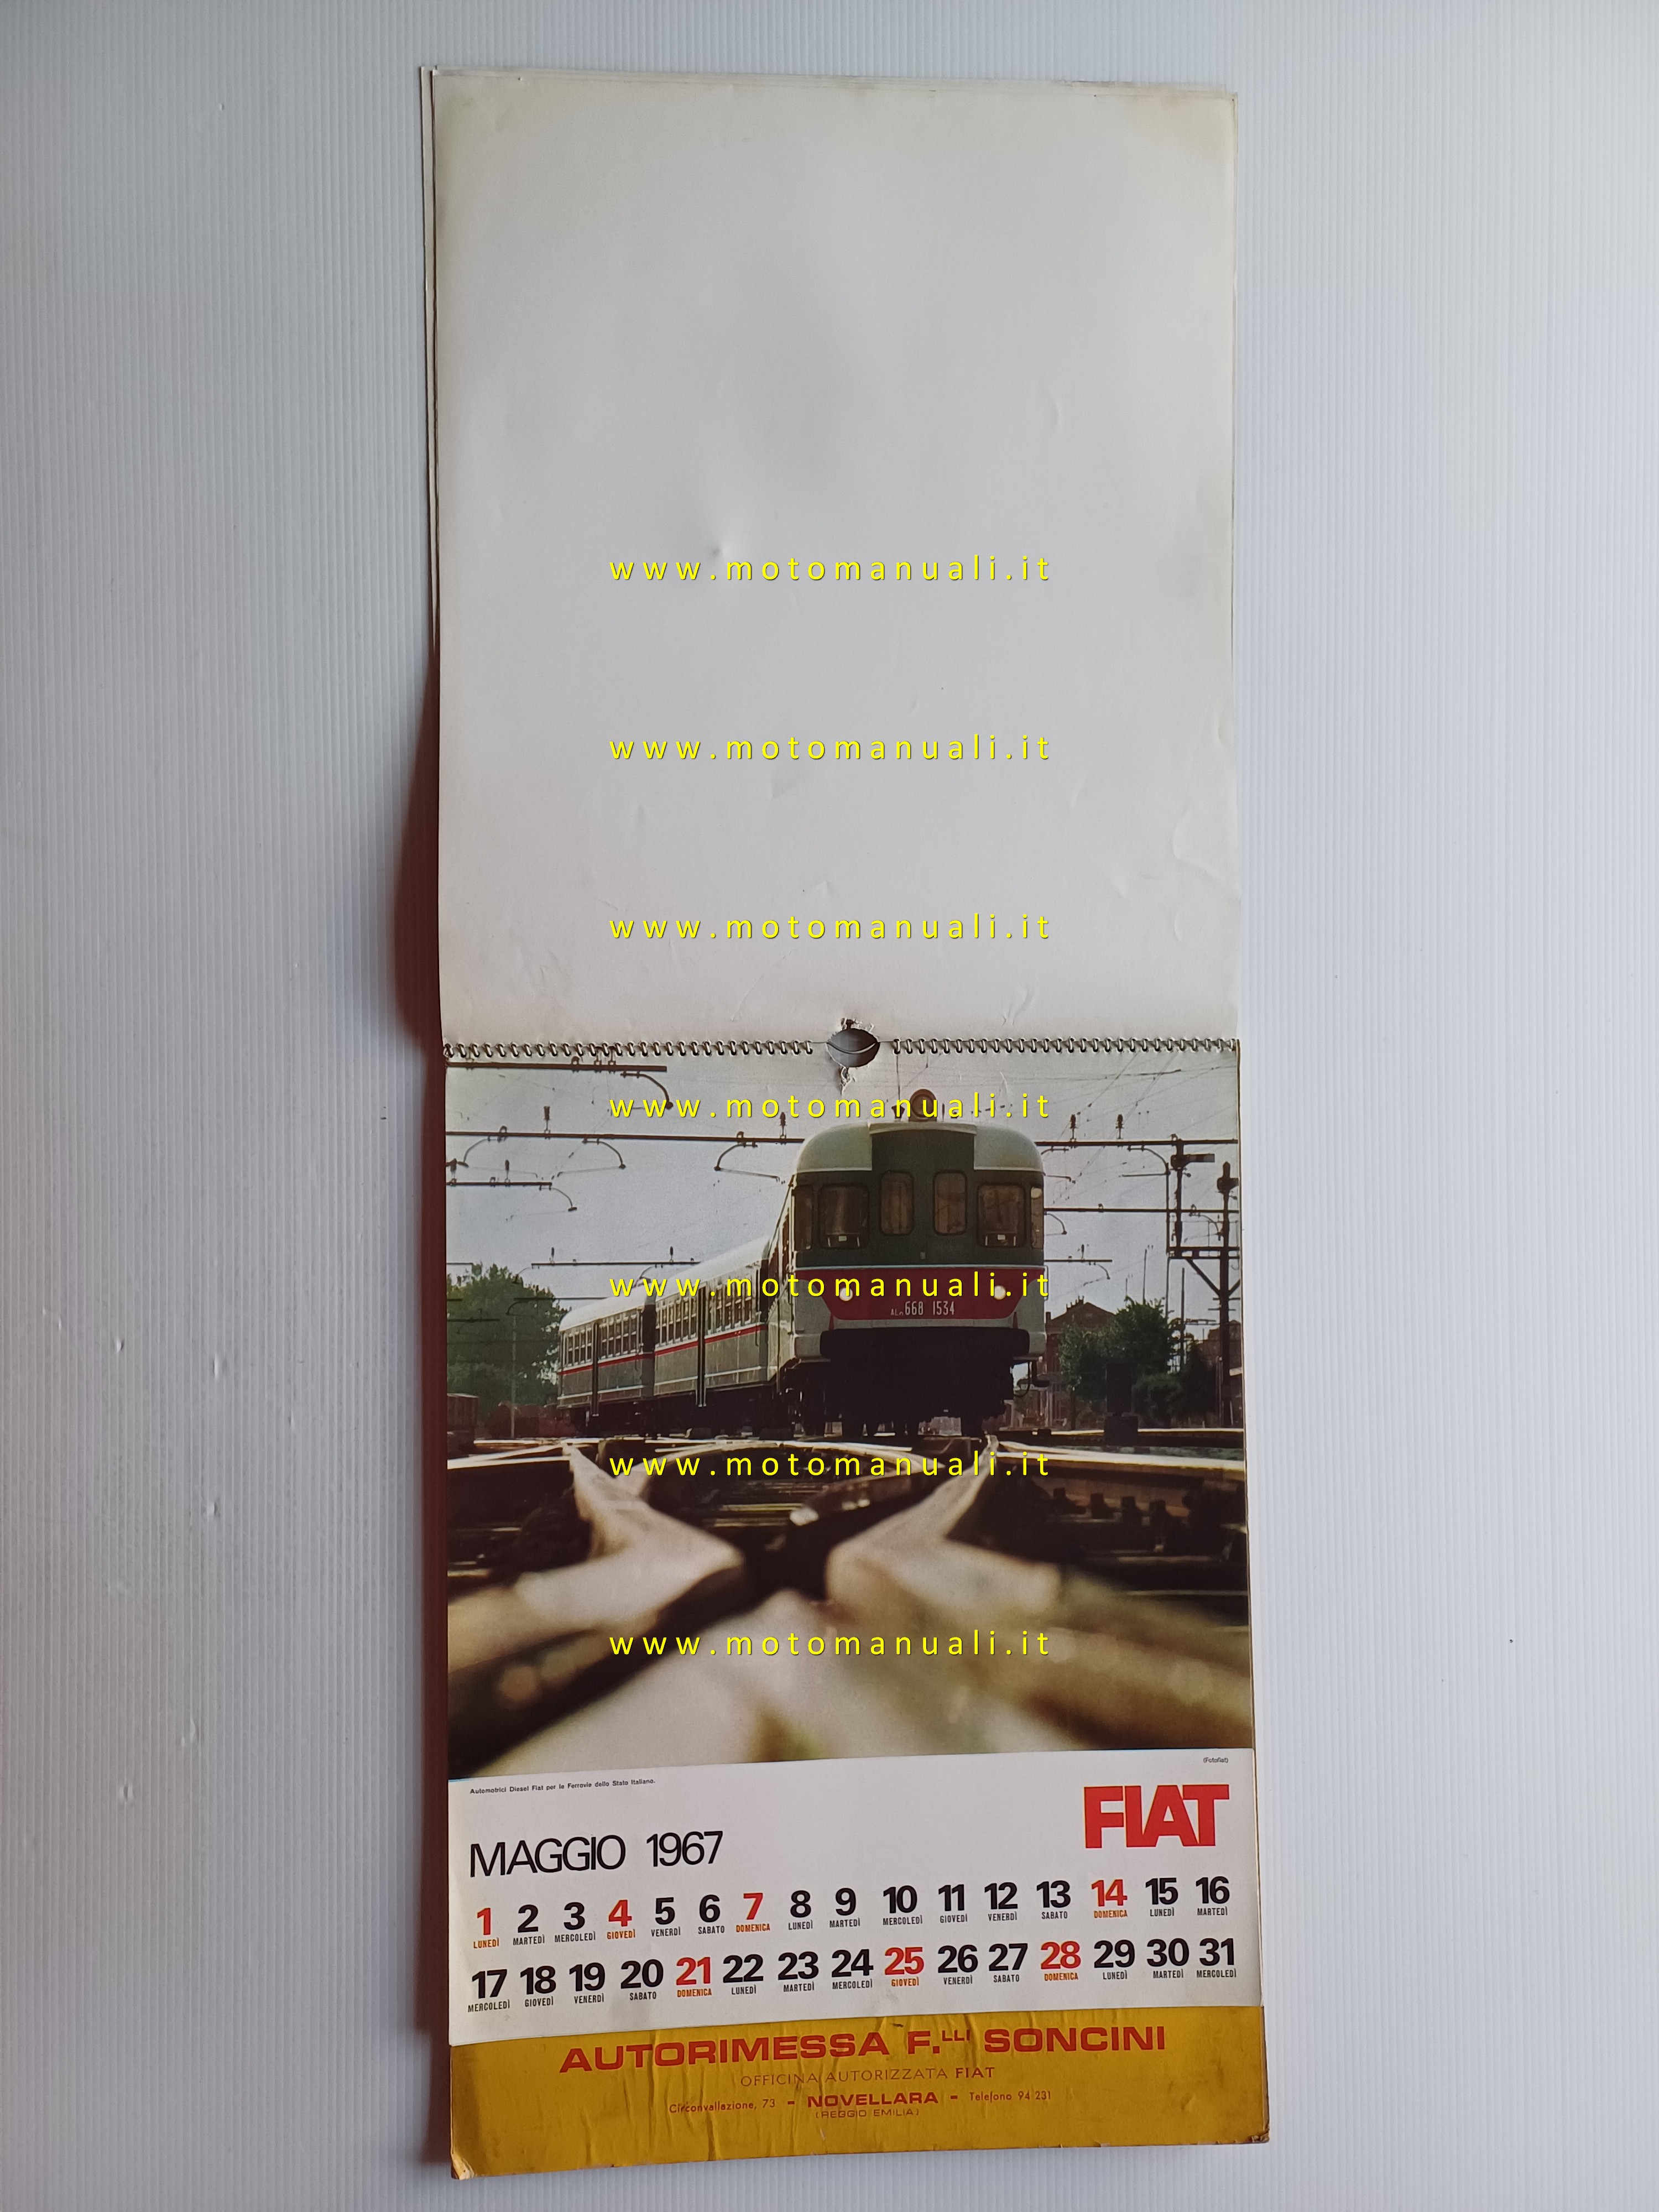 www.motomanuali.it
www.motomanuali.it
www.motomanuali.it
www.motomanuali.it
www.motomanuali.it
ALn 668 1534
www.motomanuali.it
www.motomanuali.it
(Fotofiat)
Automotrici Diesel Fiat per le Ferrovie dello Stato Italiano.
FIAT
MAGGIO 1967
1 2 3 4 5 6 7 8 9 10 11 12 13 14 15 16
LUNEDÌ MARTEDÌ MERCOLEDÌ GIOVEDÌ VENERDÌ SABATO DOMENICA LUNEDÌ MARTEDÌ MERCOLEDÌ GIOVEDÌ VENERDÌ SABATO DOMENICA LUNEDÌ MARTEDÌ
17 18 19 20 21 22 23 24 25 26 27 28 29 30 31
MERCOLEDÌ GIOVEDÌ VENERDÌ SABATO DOMENICA LUNEDÌ MARTEDÌ MERCOLEDÌ GIOVEDÌ VENERDÌ SABATO DOMENICA LUNEDÌ MARTEDÌ MERCOLEDÌ
AUTORIMESSA F.LLI SONCINI
OFFICINA AUTORIZZATA FIAT
Circonvallazione, 73 - NOVELLARA - Telefono 94 231
(REGGIO EMILIA)